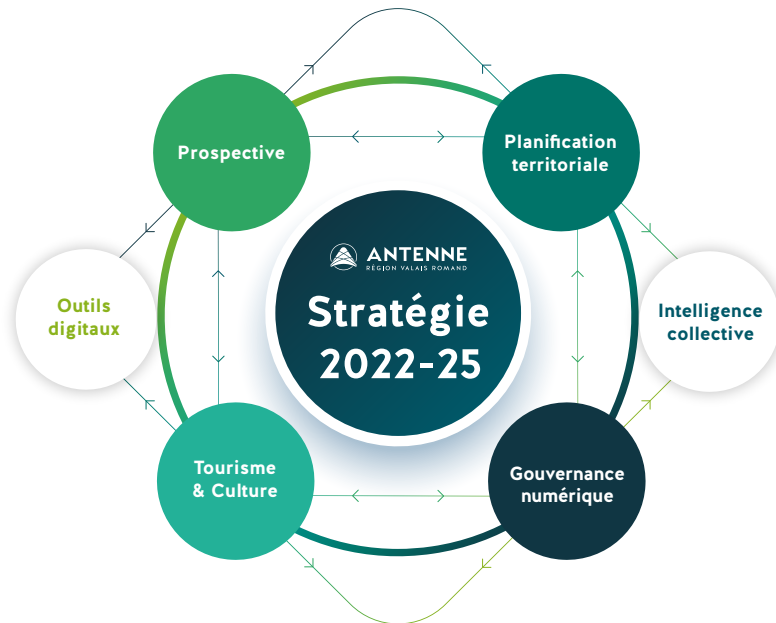 Prospective
Planification
territoriale
ANTENNE
RÉGION VALAIS ROMAND
Stratégie
2022-25
Outils
digitaux
Intelligence
collective
Tourisme
& Culture
Gouvernance
numérique